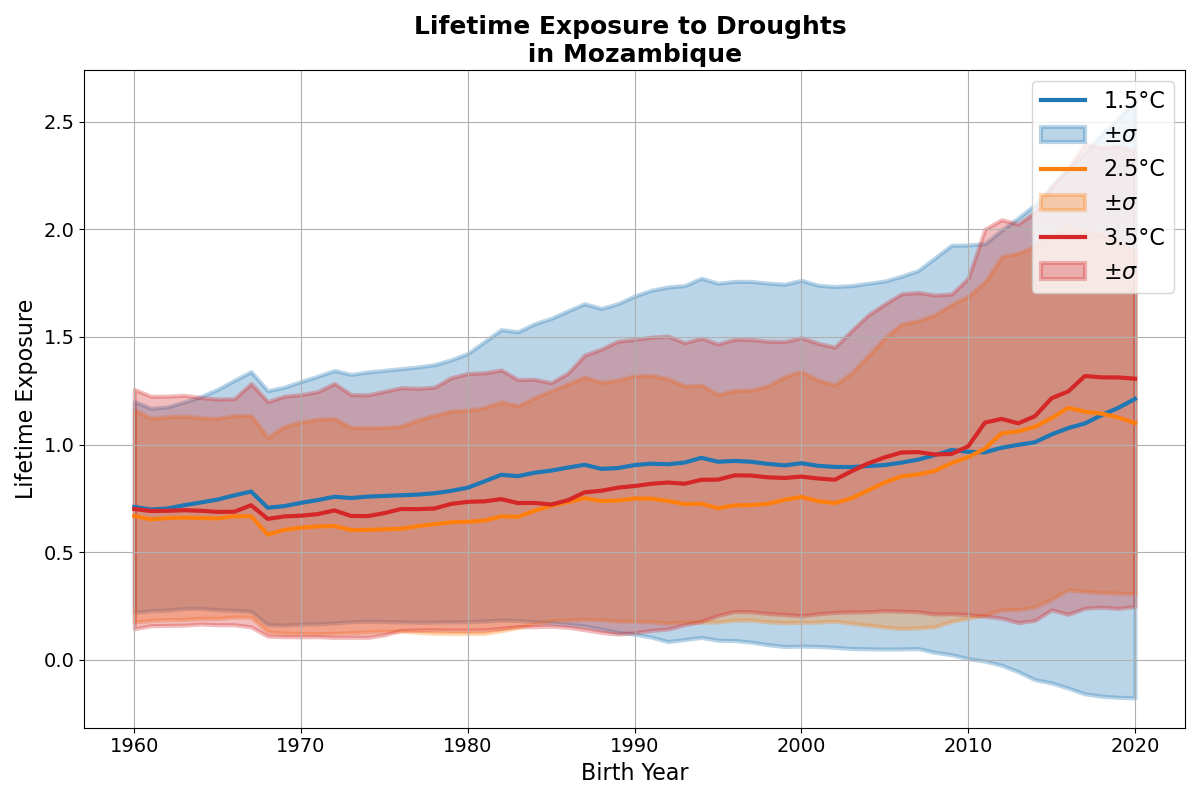 Lifetime Exposure to Droughts
in Mozambique
Lifetime Exposure
2.5
2.0
1.5
1.0
0.5
0.0
1960
1970
1980
1990
2000
2010
2020
Birth Year
1.5°C
±σ
2.5°C
±σ
3.5°C
±σ